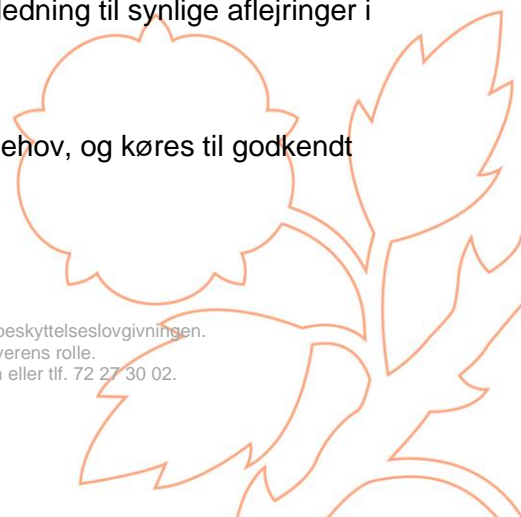 ledning til synlige aflejringer i
ehov, og køres til godkendt
beskyttelseslovgivningen.
verens rolle.
eller tlf. 72 27 30 02.